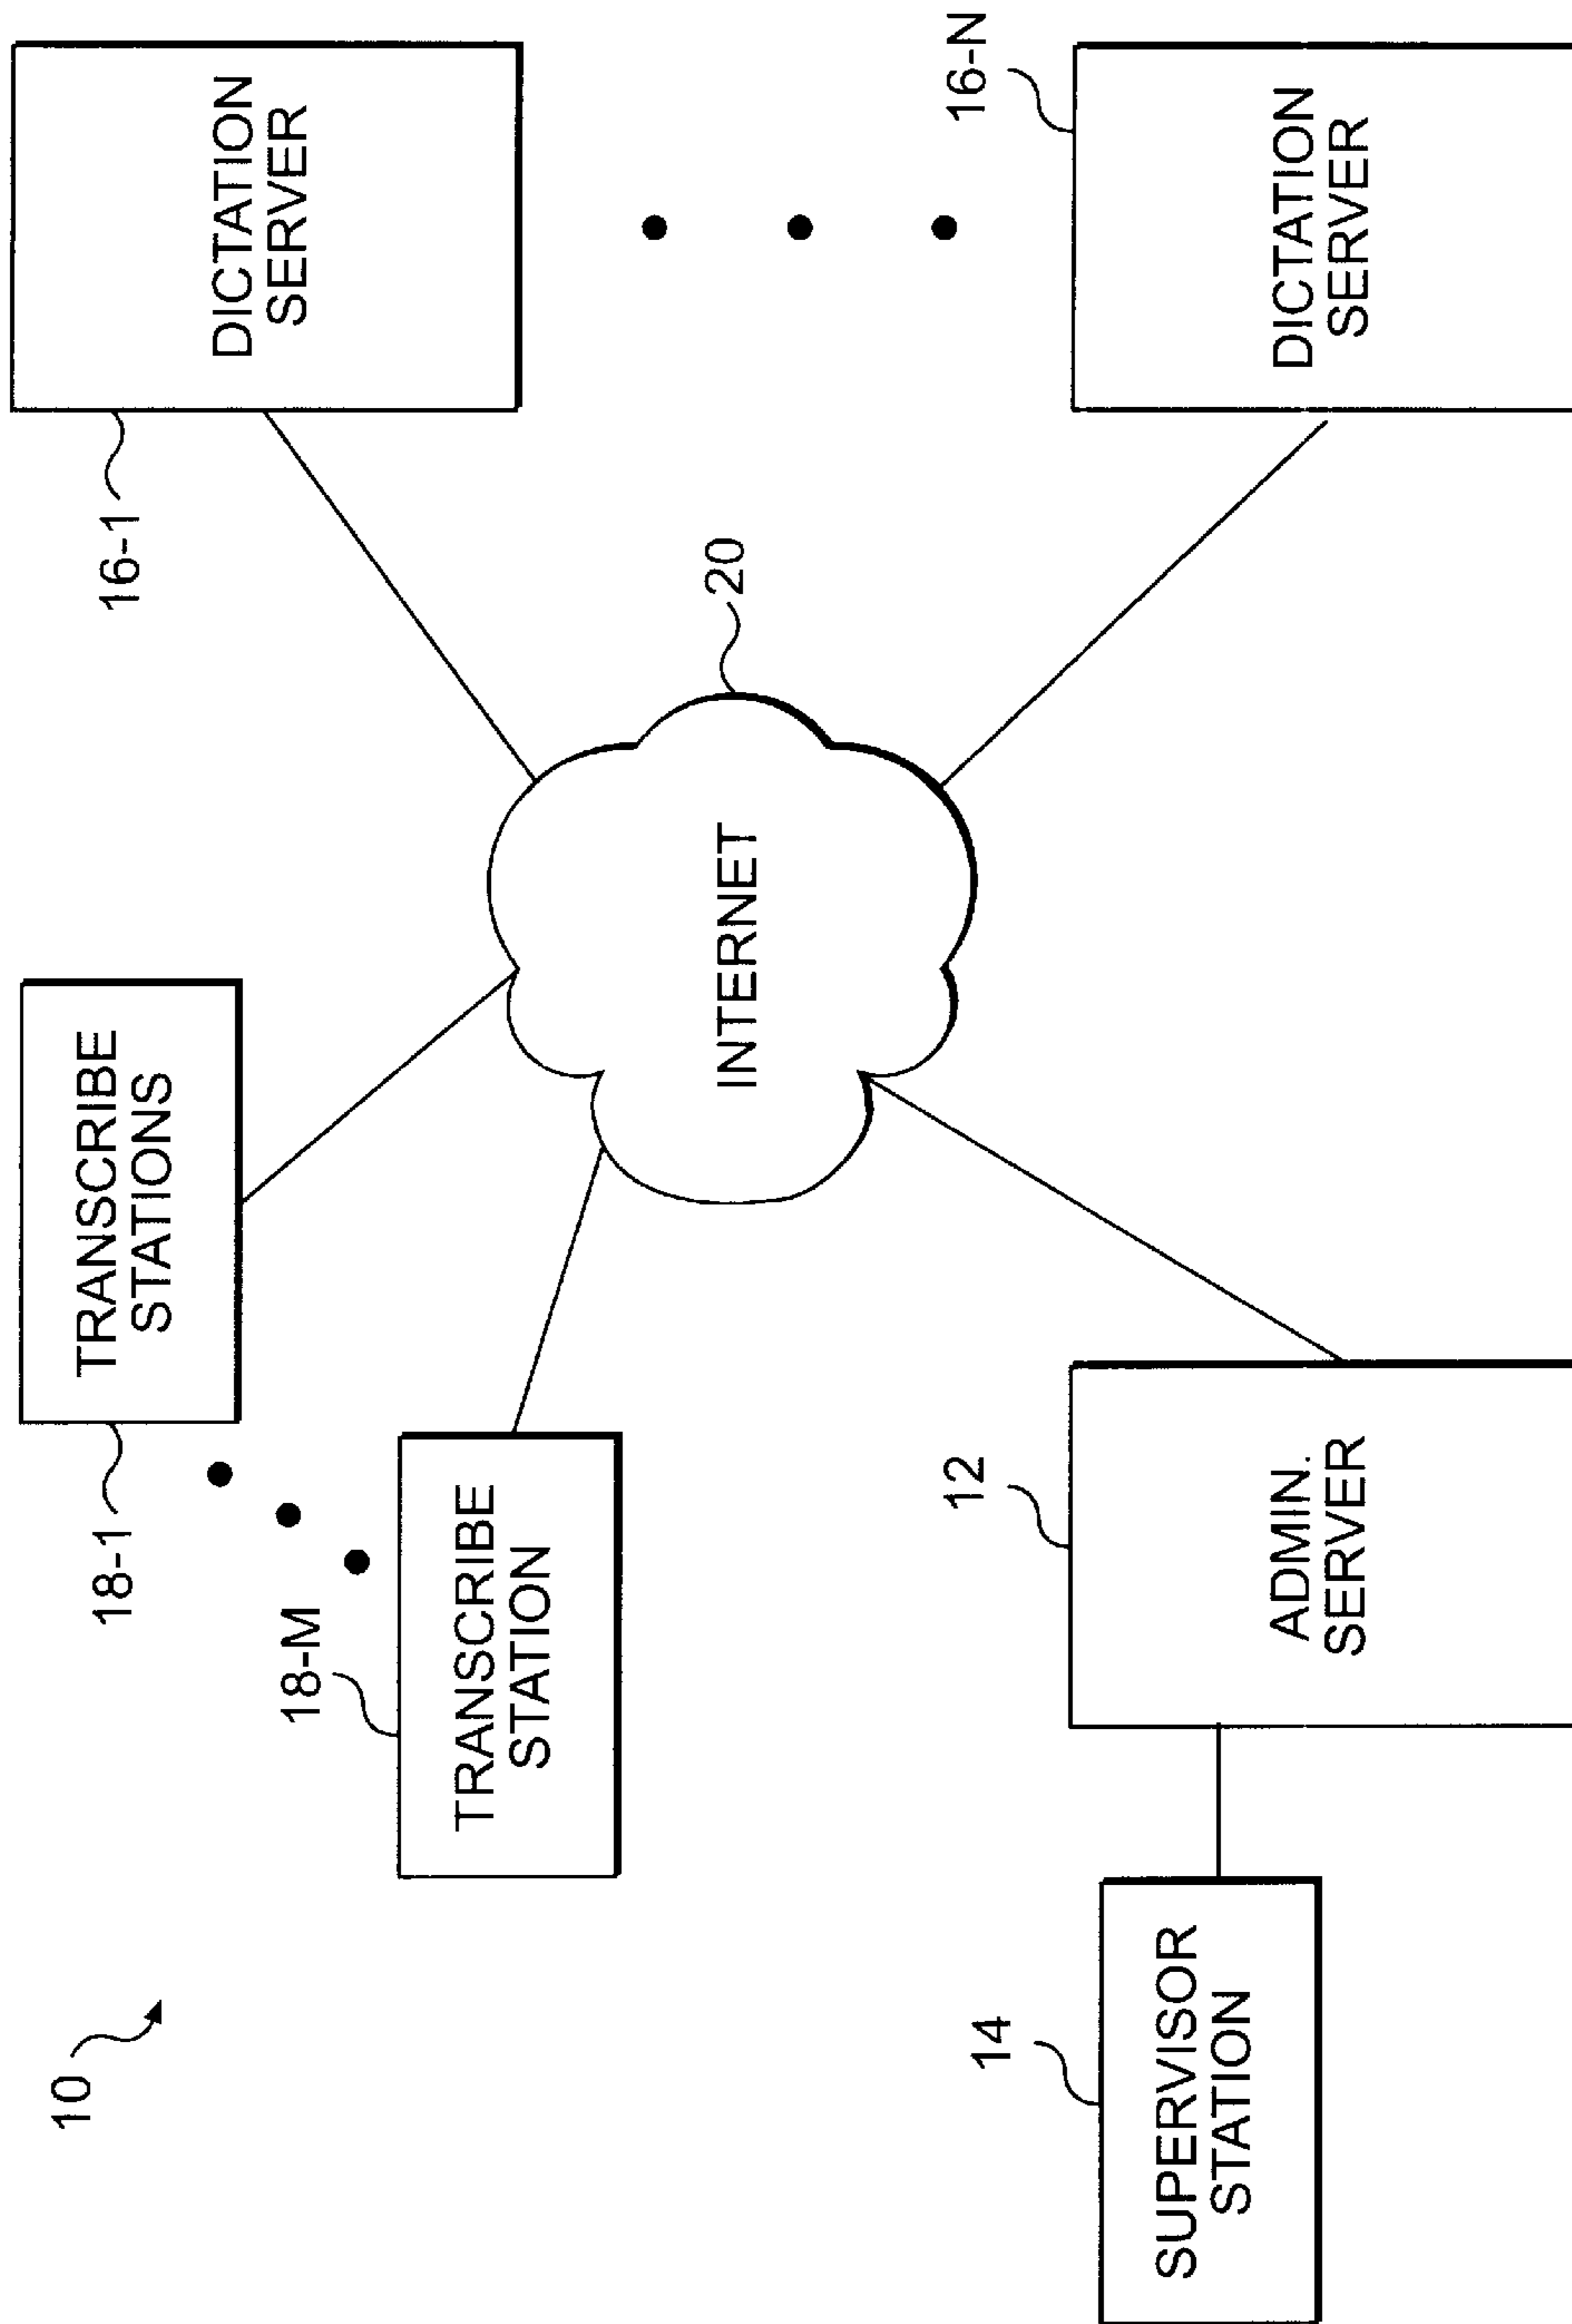 10
18-1
TRANSCRIBE
STATIONS
18-M
TRANSCRIBE
STATION
16-1
DICTATION
SERVER
20
INTERNET
14
SUPERVISOR
STATION
12
ADMIN.
SERVER
16-N
DICTATION
SERVER